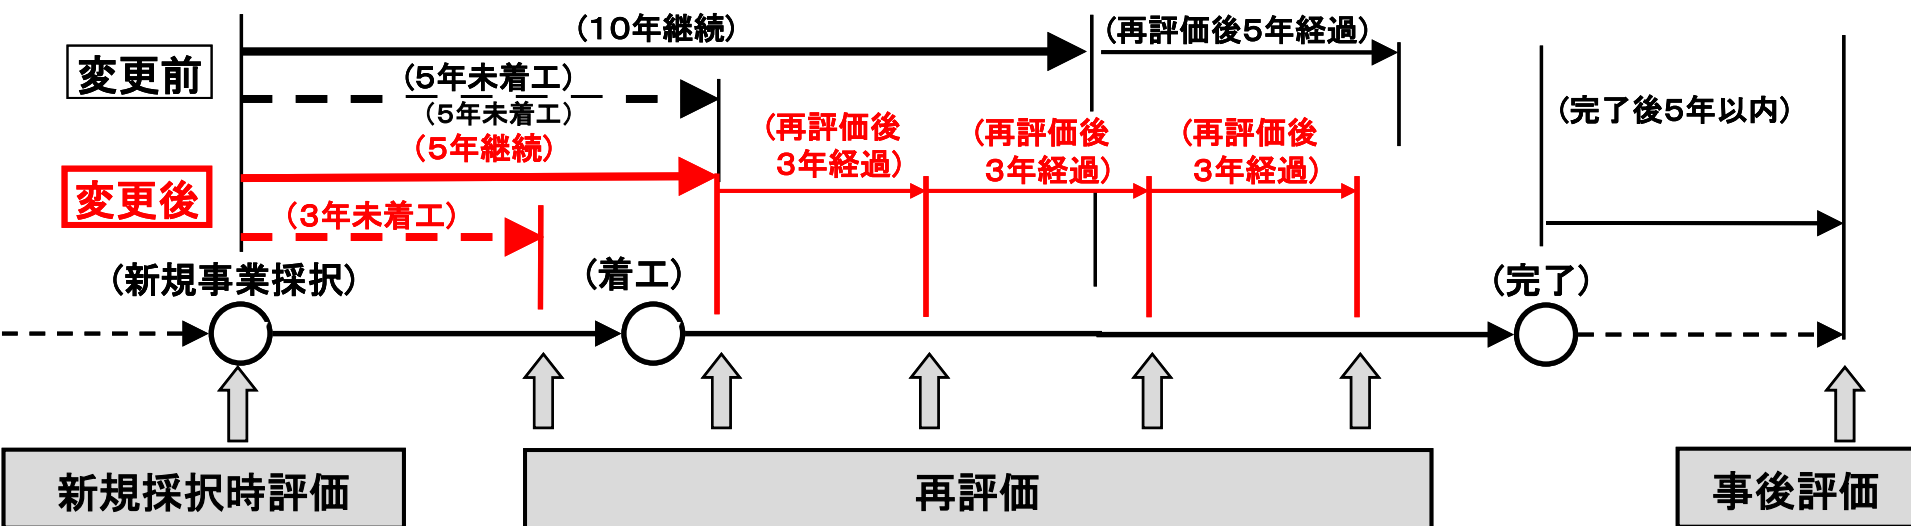 (10年継続)
(再評価後5年経過)
変更前
(5年未着工)
(5年未着工)
(完了後5年以内)
(5年継続)
(再評価後
3年経過)
(再評価後
3年経過)
(再評価後
3年経過)
変更後
(3年未着工)
(新規事業採択)
(着工)
(完了)
新規採択時評価
再評価
事後評価